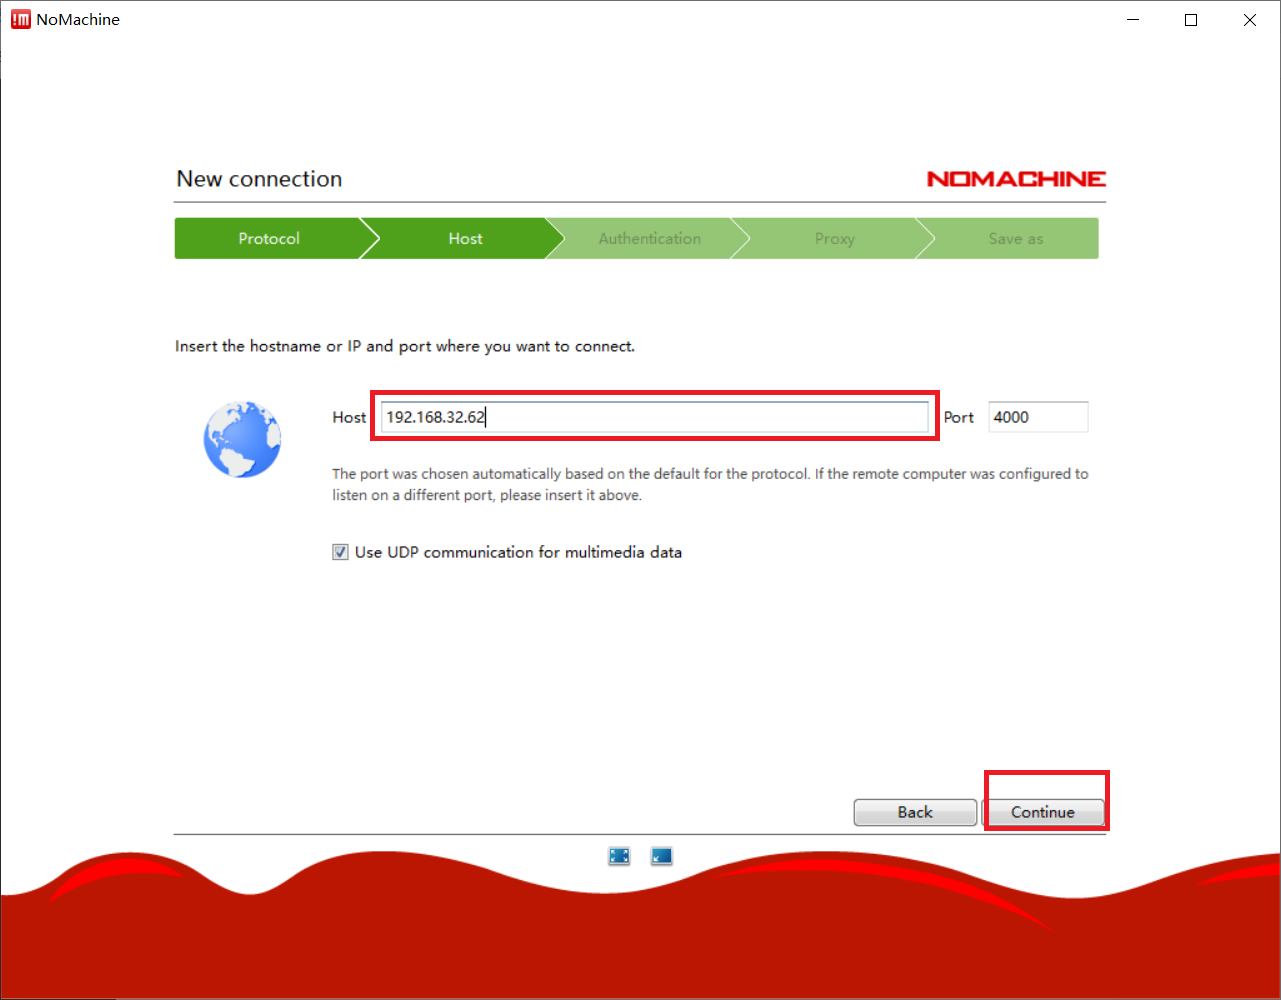 !m NoMachine
New connection
NOMACHINE
Protocol Host Authentication Proxy Save as
Insert the hostname or IP and port where you want to connect.
Host 192.168.32.62 Port 4000
The port was chosen automatically based on the default for the protocol. If the remote computer was configured to
listen on a different port, please insert it above.
Use UDP communication for multimedia data
Back Continue